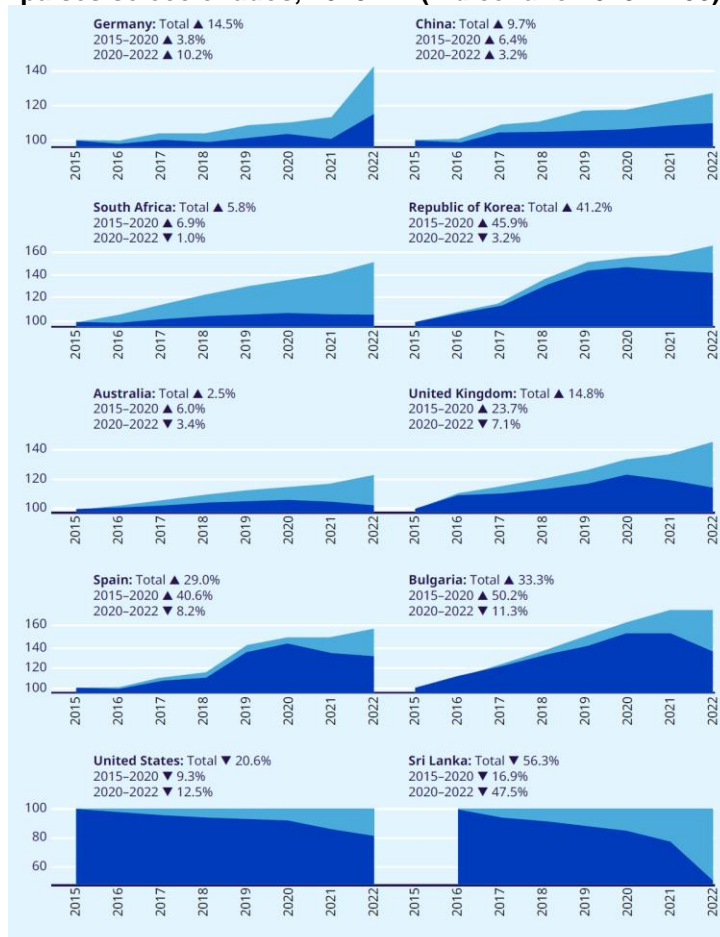 Germany: Total ▲ 14.5%
2015–2020 ▲ 3.8%
2020–2022 ▲ 10.2%
140
120
100
2015 2016 2017 2018 2019 2020 2021 2022
China: Total ▲ 9.7%
2015–2020 ▲ 6.4%
2020–2022 ▲ 3.2%
2015 2016 2017 2018 2019 2020 2021 2022
South Africa: Total ▲ 5.8%
2015–2020 ▲ 6.9%
2020–2022 ▼ 1.0%
160
140
120
100
2015 2016 2017 2018 2019 2020 2021 2022
Republic of Korea: Total ▲ 41.2%
2015–2020 ▲ 45.9%
2020–2022 ▼ 3.2%
2015 2016 2017 2018 2019 2020 2021 2022
Australia: Total ▲ 2.5%
2015–2020 ▲ 6.0%
2020–2022 ▼ 3.4%
140
120
100
2015 2016 2017 2018 2019 2020 2021 2022
United Kingdom: Total ▲ 14.8%
2015–2020 ▲ 23.7%
2020–2022 ▼ 7.1%
2015 2016 2017 2018 2019 2020 2021 2022
Spain: Total ▲ 29.0%
2015–2020 ▲ 40.6%
2020–2022 ▼ 8.2%
160
140
120
100
2015 2016 2017 2018 2019 2020 2021 2022
Bulgaria: Total ▲ 33.3%
2015–2020 ▲ 50.2%
2020–2022 ▼ 11.3%
2015 2016 2017 2018 2019 2020 2021 2022
United States: Total ▼ 20.6%
2015–2020 ▼ 9.3%
2020–2022 ▼ 12.5%
100
80
60
2015 2016 2017 2018 2019 2020 2021 2022
Sri Lanka: Total ▼ 56.3%
2015–2020 ▼ 16.9%
2020–2022 ▼ 47.5%
2015 2016 2017 2018 2019 2020 2021 2022